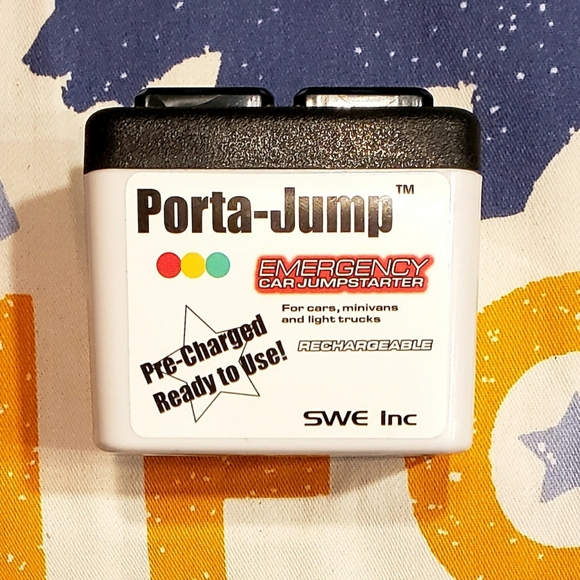 Porta-Jump™
EMERGENCY
CAR JUMPSTARTER
For cars, minivans
and light trucks
RECHARGEABLE
Pre-Charged
Ready to Use!
SWE Inc